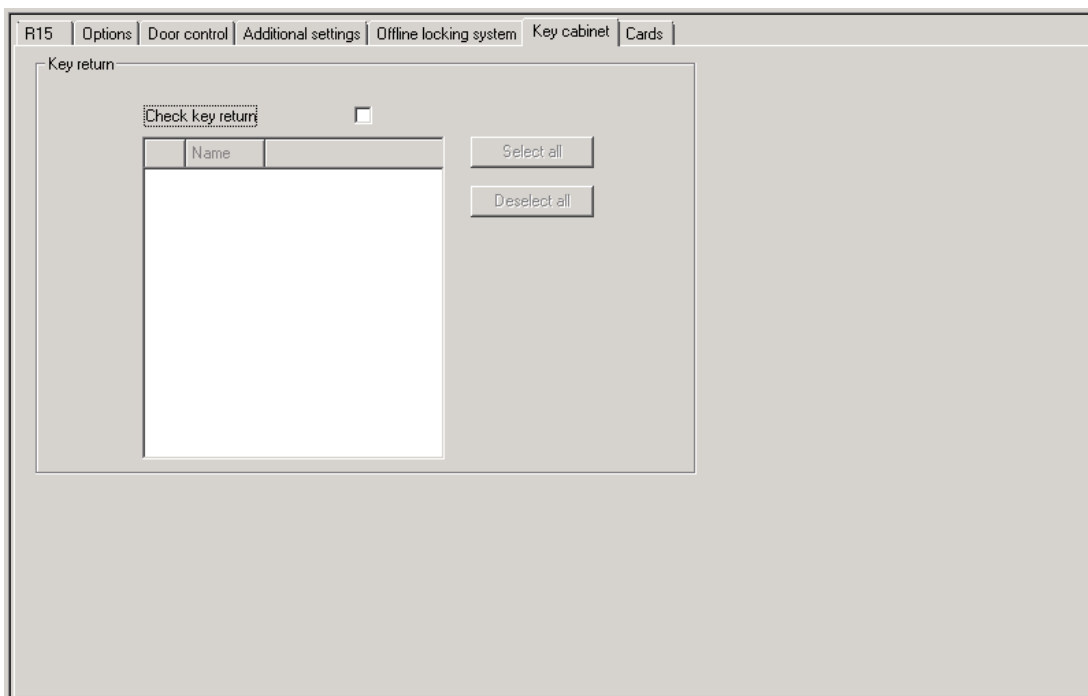 R15 Options Door control Additional settings Offline locking system Key cabinet Cards
Key return
Check key return
Name
Select all
Deselect all